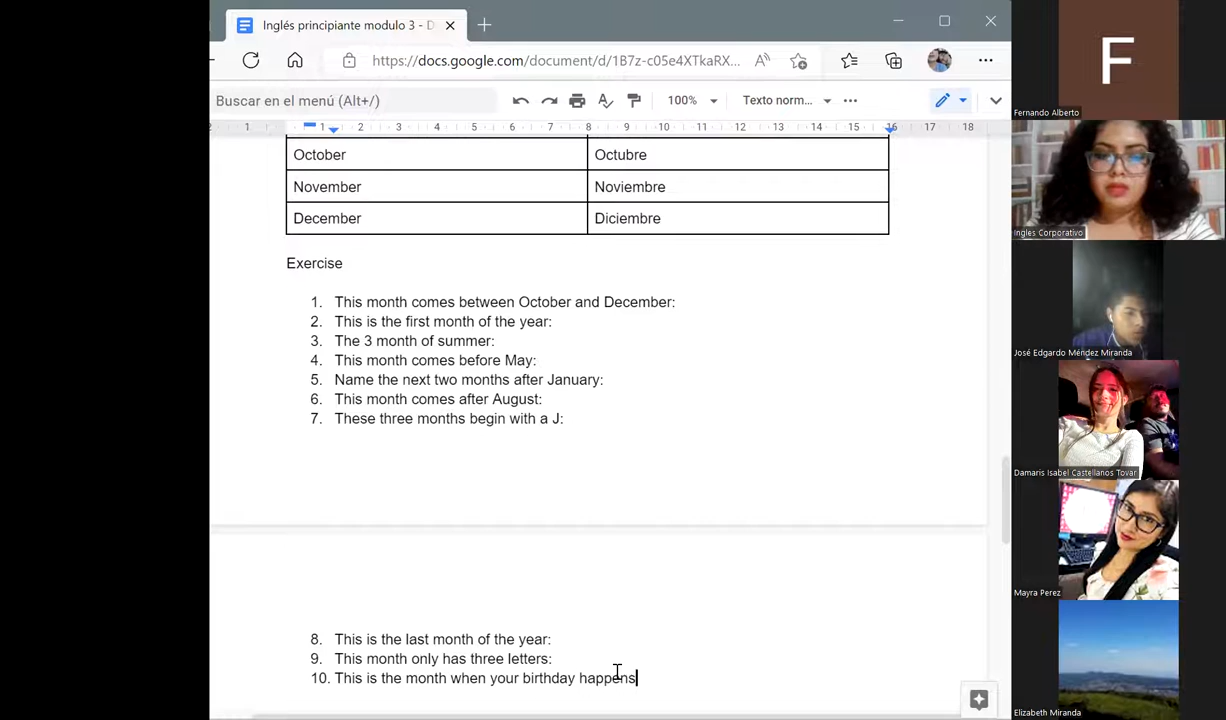 Inglés principiante modulo 3 - D
https://docs.google.com/document/d/1B7z-c05e4XTkaRX...
Buscar en el menú (Alt+/)
100%
Texto norm...
2 1 1 2 3 4 5 6 7 8 9 10 11 12 13 14 15 16 17 18
October Octubre
November Noviembre
December Diciembre
Exercise
1. This month comes between October and December:
2. This is the first month of the year:
3. The 3 month of summer:
4. This month comes before May:
5. Name the next two months after January:
6. This month comes after August:
7. These three months begin with a J:
8. This is the last month of the year:
9. This month only has three letters:
10. This is the month when your birthday happens
F
Fernando Alberto
Ingles Corporativo
José Edgardo Méndez Miranda
Damaris Isabel Castellanos Tovar
Mayra Perez
Elizabeth Miranda